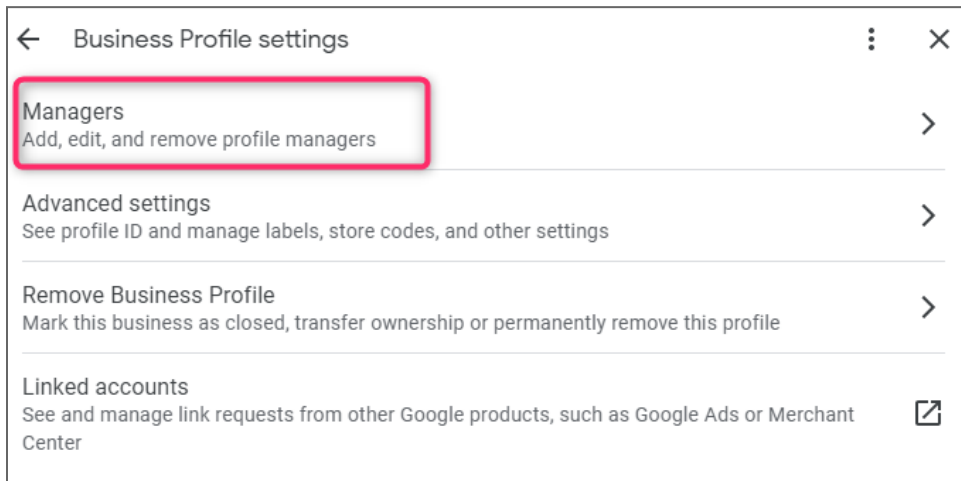 Business Profile settings
Managers
Add, edit, and remove profile managers
Advanced settings
See profile ID and manage labels, store codes, and other settings
Remove Business Profile
Mark this business as closed, transfer ownership or permanently remove this profile
Linked accounts
See and manage link requests from other Google products, such as Google Ads or Merchant
Center